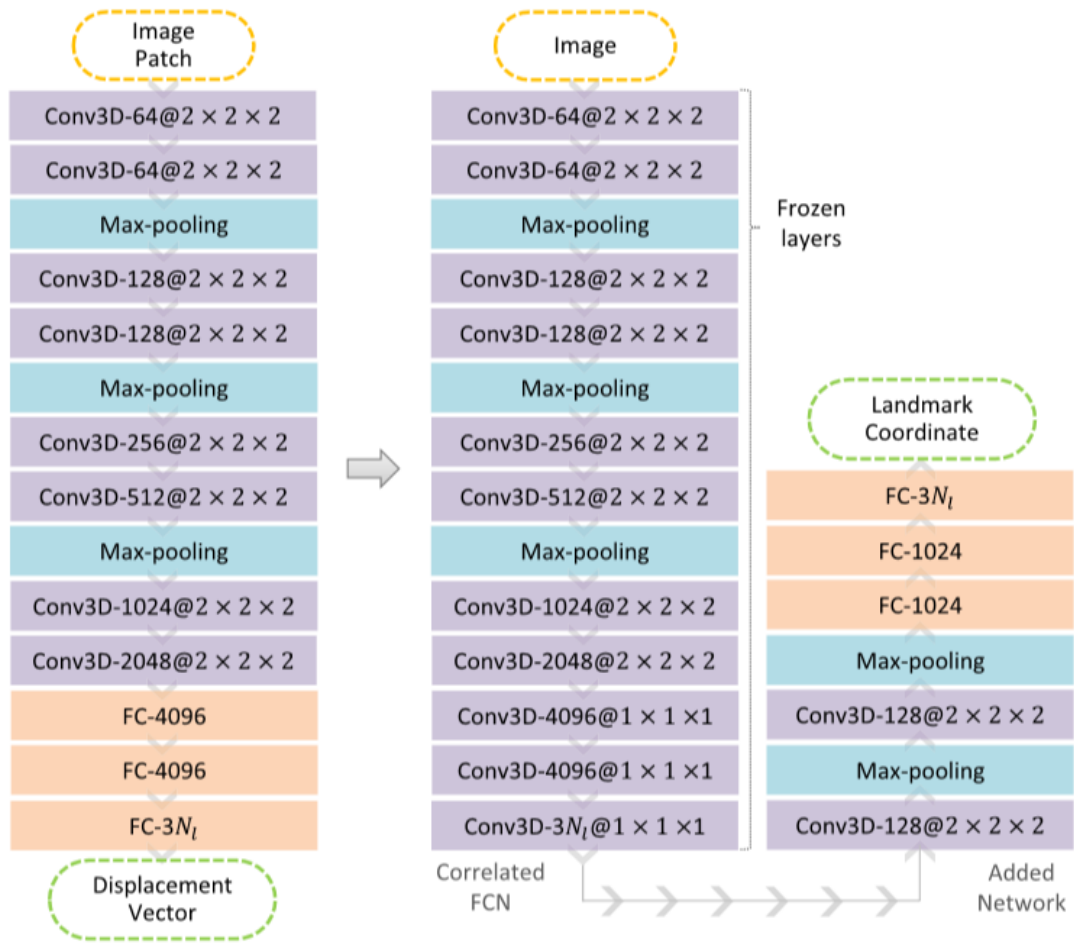 Image
Patch
Conv3D-64@2 × 2 × 2
Conv3D-64@2 × 2 × 2
Max-pooling
Conv3D-128@2 × 2 × 2
Conv3D-128@2 × 2 × 2
Max-pooling
Conv3D-256@2 × 2 × 2
Conv3D-512@2 × 2 × 2
Max-pooling
Conv3D-1024@2 × 2 × 2
Conv3D-2048@2 × 2 × 2
FC-4096
FC-4096
FC-3Nₗ
Displacement
Vector
Image
Conv3D-64@2 × 2 × 2
Conv3D-64@2 × 2 × 2
Max-pooling
Conv3D-128@2 × 2 × 2
Conv3D-128@2 × 2 × 2
Max-pooling
Conv3D-256@2 × 2 × 2
Conv3D-512@2 × 2 × 2
Max-pooling
Conv3D-1024@2 × 2 × 2
Conv3D-2048@2 × 2 × 2
Conv3D-4096@1 × 1 ×1
Conv3D-4096@1 × 1 ×1
Conv3D-3Nₗ@1 × 1 ×1
Correlated
FCN
Frozen
layers
Landmark
Coordinate
FC-3Nₗ
FC-1024
FC-1024
Max-pooling
Conv3D-128@2 × 2 × 2
Max-pooling
Conv3D-128@2 × 2 × 2
Added
Network